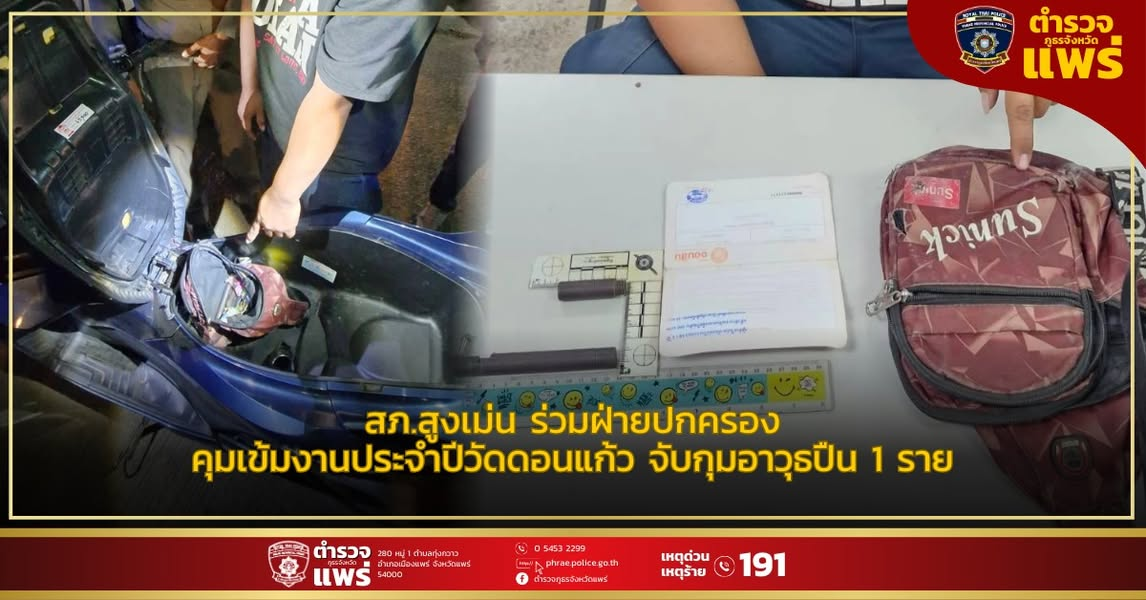 ROYAL THAI POLICE
PHRAE PROVINCIAL POLICE
ตำรวจ
ภูธรจังหวัด
แพร่
Sunick
ออมสิน
สภ.สูงเม่น ร่วมฝ่ายปกครอง
คุมเข้มงานประจำปีวัดดอนแก้ว จับกุมอาวุธปืน 1 ราย
ตำรวจ
ภูธรจังหวัด
แพร่
280 หมู่ 1 ตำบลทุ่งกวาว
อำเภอเมืองแพร่ จังหวัดแพร่
54000
0 5453 2299
http://
phrae.police.go.th
ตำรวจภูธรจังหวัดแพร่
เหตุด่วน
เหตุร้าย
191